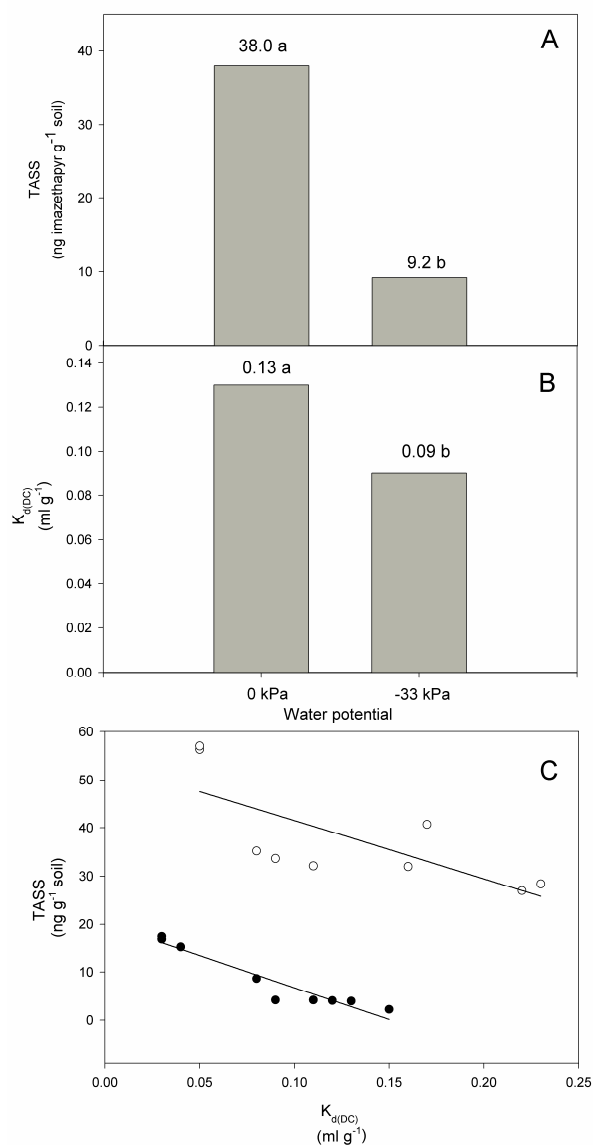 A
38.0 a
40
30
20
10
0
9.2 b
TASS
(ng imazethapyr g-1 soil)
B
0.13 a
0.14
0.12
0.10
0.08
0.06
0.04
0.02
0.00
0.09 b
Kd(DC)
(ml g-1)
0 kPa
-33 kPa
Water potential
C
60
50
40
30
20
10
0
TASS
(ng g-1 soil)
0.00
0.05
0.10
0.15
0.20
0.25
Kd(DC)
(ml g-1)